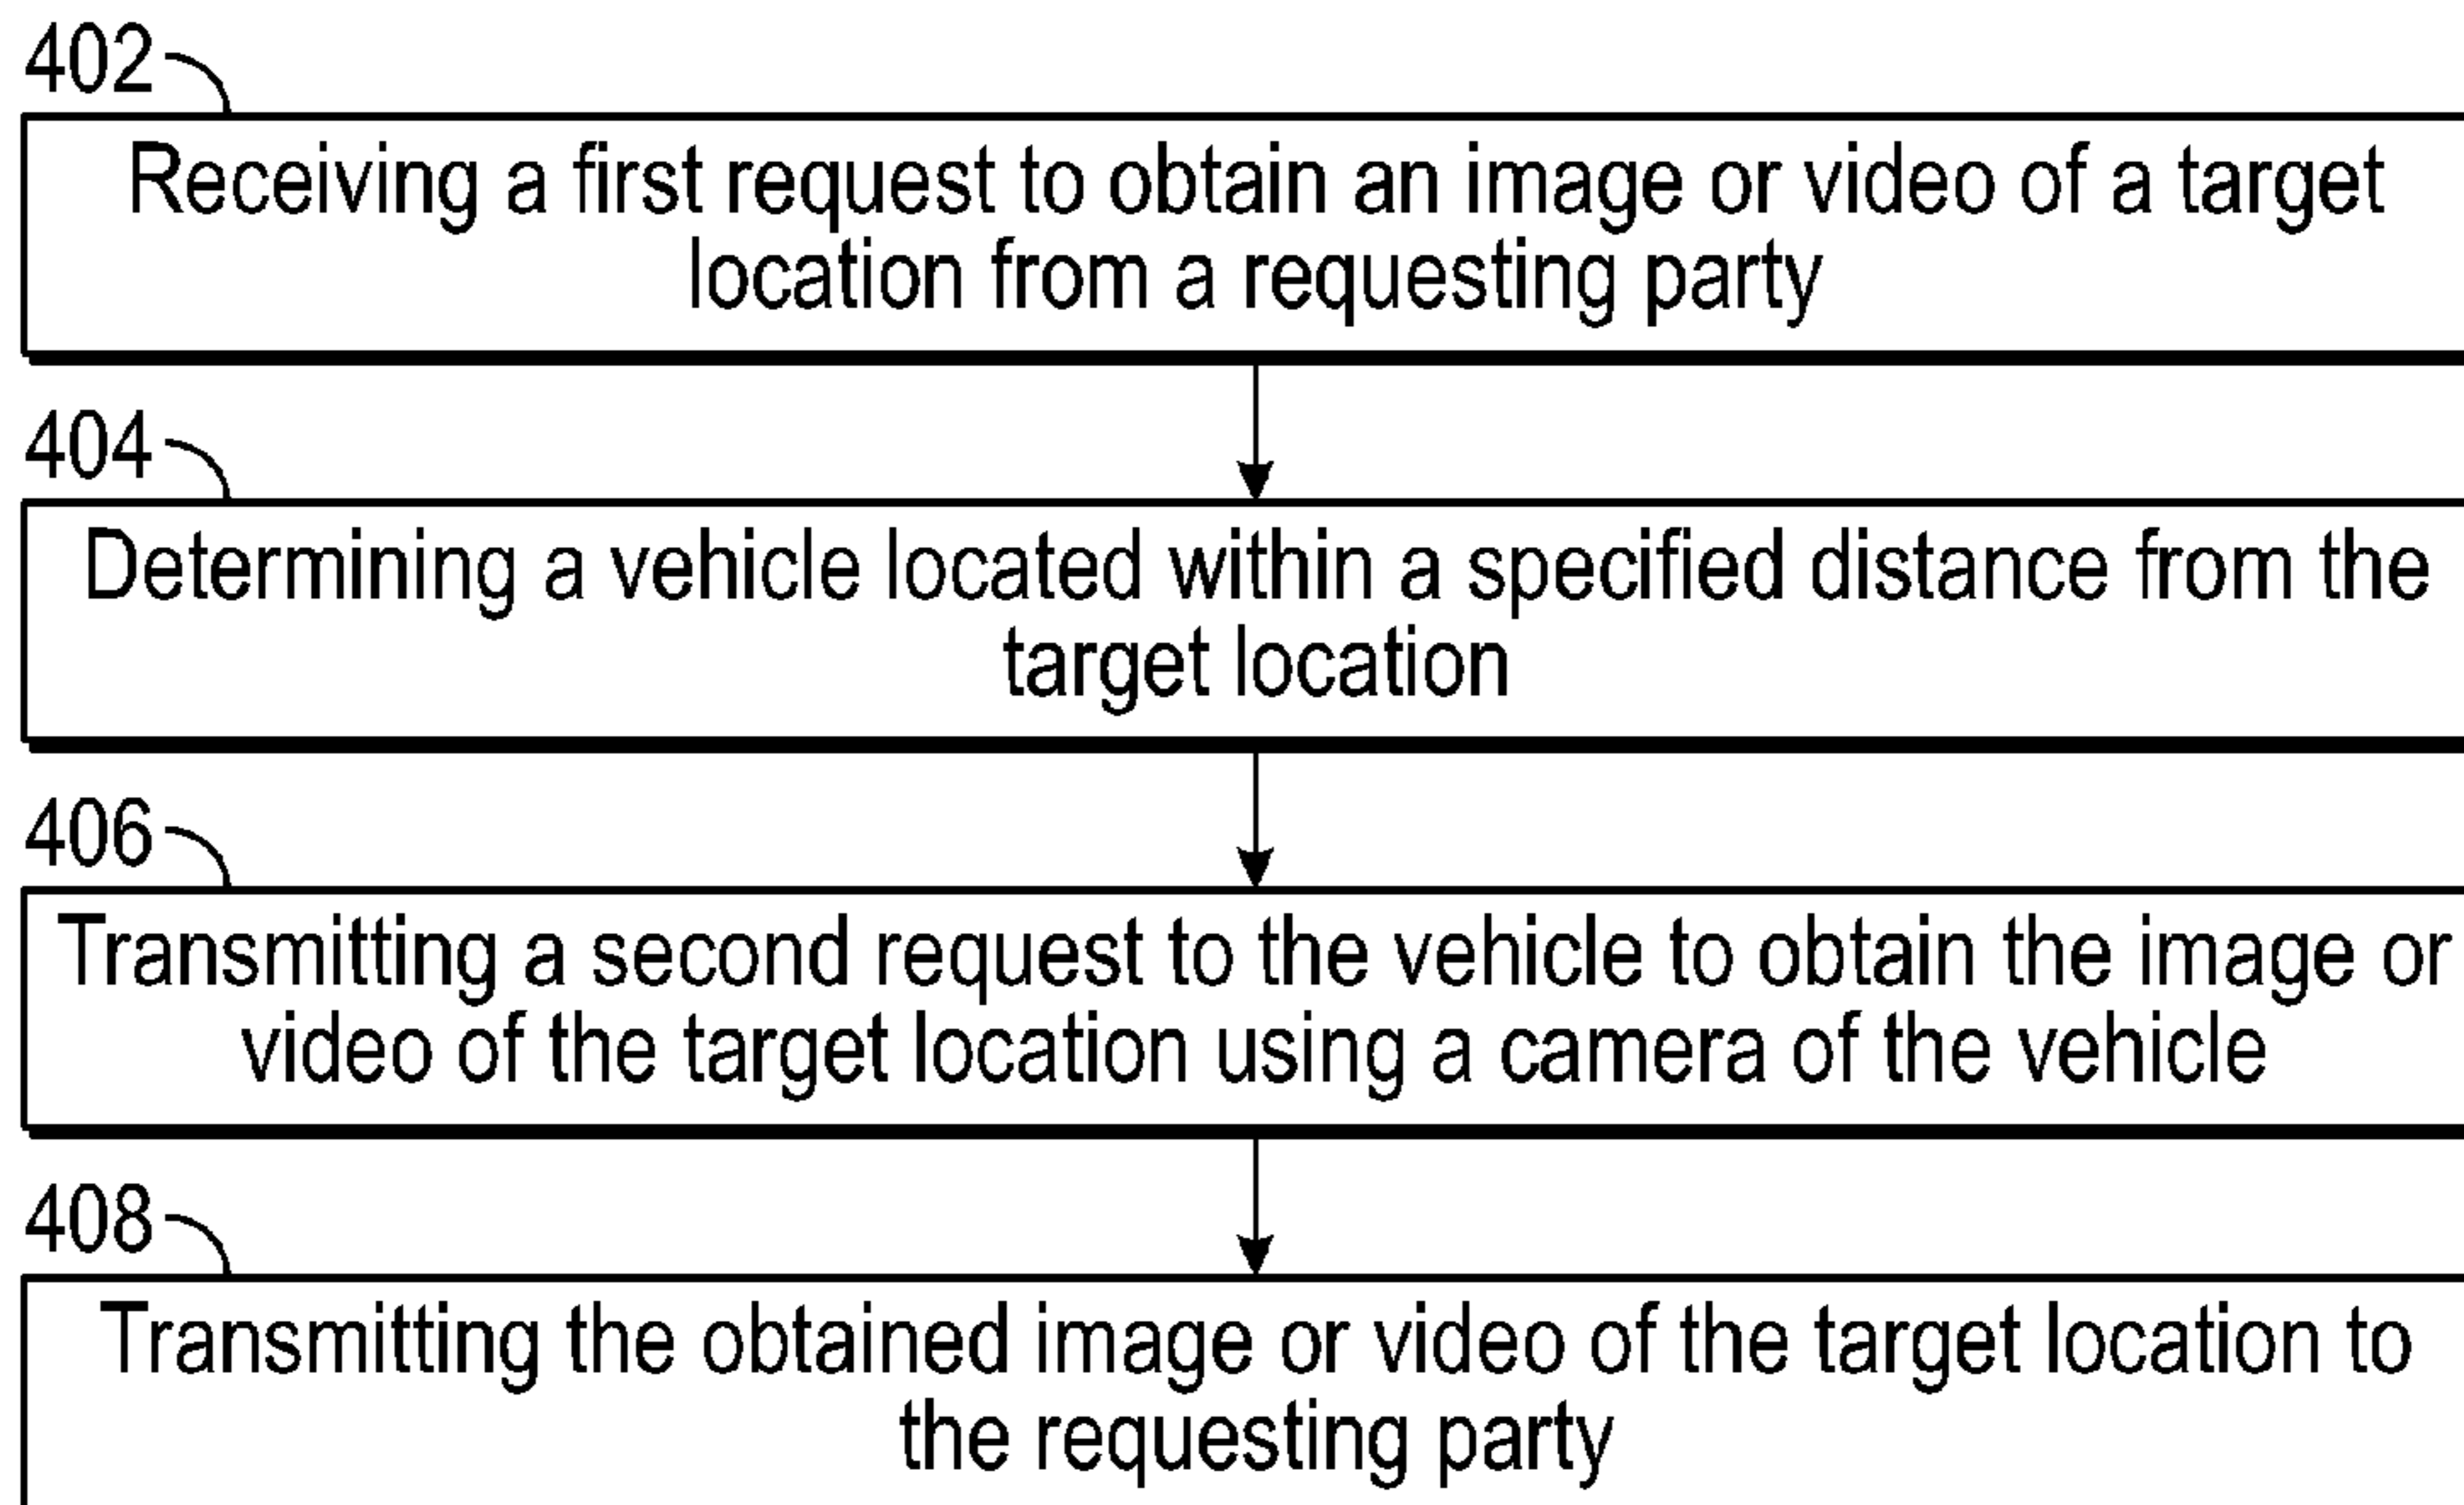 402
Receiving a first request to obtain an image or video of a target
location from a requesting party
404
Determining a vehicle located within a specified distance from the
target location
406
Transmitting a second request to the vehicle to obtain the image or
video of the target location using a camera of the vehicle
408
Transmitting the obtained image or video of the target location to
the requesting party